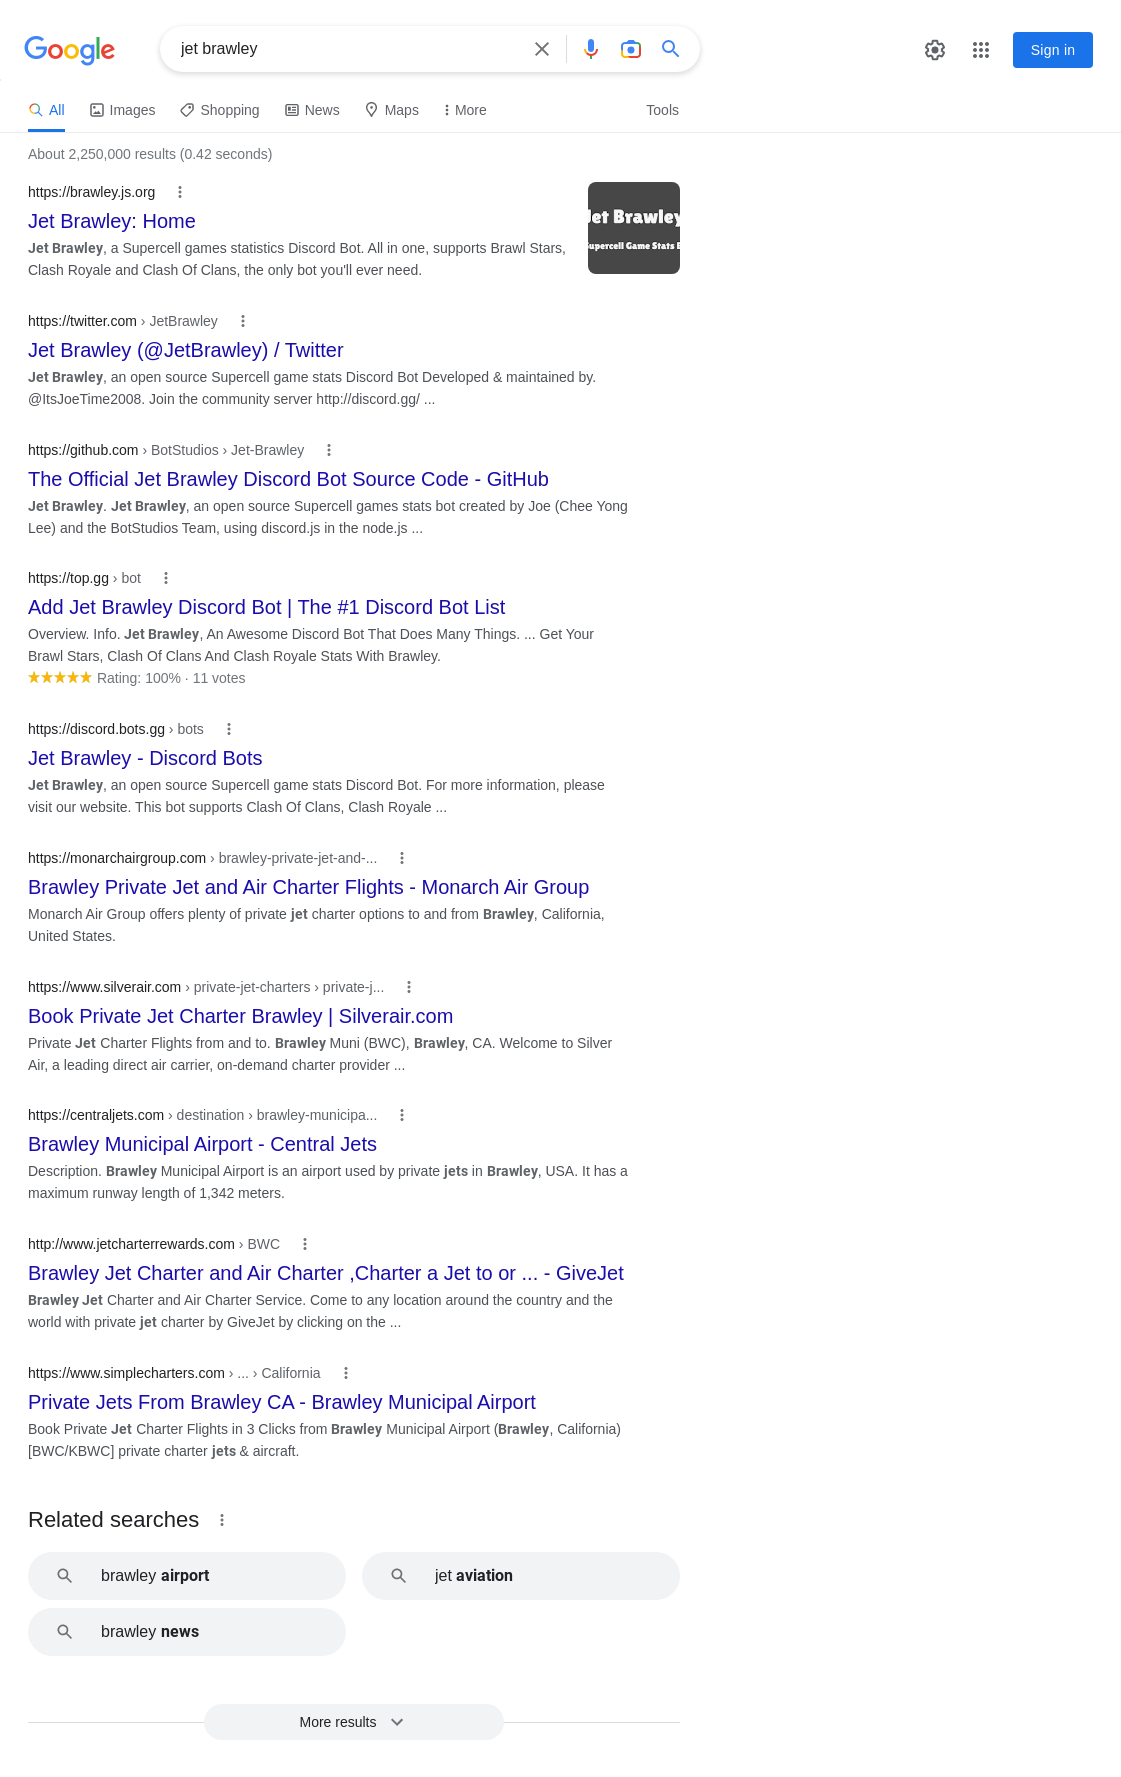 Google
jet brawley
Sign in
All
Images
Shopping
News
Maps
More
Tools
About 2,250,000 results (0.42 seconds)
https://brawley.js.org
Jet Brawley: Home
Jet Brawley, a Supercell games statistics Discord Bot. All in one, supports Brawl Stars,
Clash Royale and Clash Of Clans, the only bot you'll ever need.
Jet Brawley
Supercell Game Stats B
https://twitter.com › JetBrawley
Jet Brawley (@JetBrawley) / Twitter
Jet Brawley, an open source Supercell game stats Discord Bot Developed & maintained by.
@ItsJoeTime2008. Join the community server http://discord.gg/ ...
https://github.com › BotStudios › Jet-Brawley
The Official Jet Brawley Discord Bot Source Code - GitHub
Jet Brawley. Jet Brawley, an open source Supercell games stats bot created by Joe (Chee Yong
Lee) and the BotStudios Team, using discord.js in the node.js ...
https://top.gg › bot
Add Jet Brawley Discord Bot | The #1 Discord Bot List
Overview. Info. Jet Brawley, An Awesome Discord Bot That Does Many Things. ... Get Your
Brawl Stars, Clash Of Clans And Clash Royale Stats With Brawley.
Rating: 100% · 11 votes
https://discord.bots.gg › bots
Jet Brawley - Discord Bots
Jet Brawley, an open source Supercell game stats Discord Bot. For more information, please
visit our website. This bot supports Clash Of Clans, Clash Royale ...
https://monarchairgroup.com › brawley-private-jet-and-...
Brawley Private Jet and Air Charter Flights - Monarch Air Group
Monarch Air Group offers plenty of private jet charter options to and from Brawley, California,
United States.
https://www.silverair.com › private-jet-charters › private-j...
Book Private Jet Charter Brawley | Silverair.com
Private Jet Charter Flights from and to. Brawley Muni (BWC), Brawley, CA. Welcome to Silver
Air, a leading direct air carrier, on-demand charter provider ...
https://centraljets.com › destination › brawley-municipa...
Brawley Municipal Airport - Central Jets
Description. Brawley Municipal Airport is an airport used by private jets in Brawley, USA. It has a
maximum runway length of 1,342 meters.
http://www.jetcharterrewards.com › BWC
Brawley Jet Charter and Air Charter ,Charter a Jet to or ... - GiveJet
Brawley Jet Charter and Air Charter Service. Come to any location around the country and the
world with private jet charter by GiveJet by clicking on the ...
https://www.simplecharters.com › ... › California
Private Jets From Brawley CA - Brawley Municipal Airport
Book Private Jet Charter Flights in 3 Clicks from Brawley Municipal Airport (Brawley, California)
[BWC/KBWC] private charter jets & aircraft.
Related searches
brawley airport
jet aviation
brawley news
More results